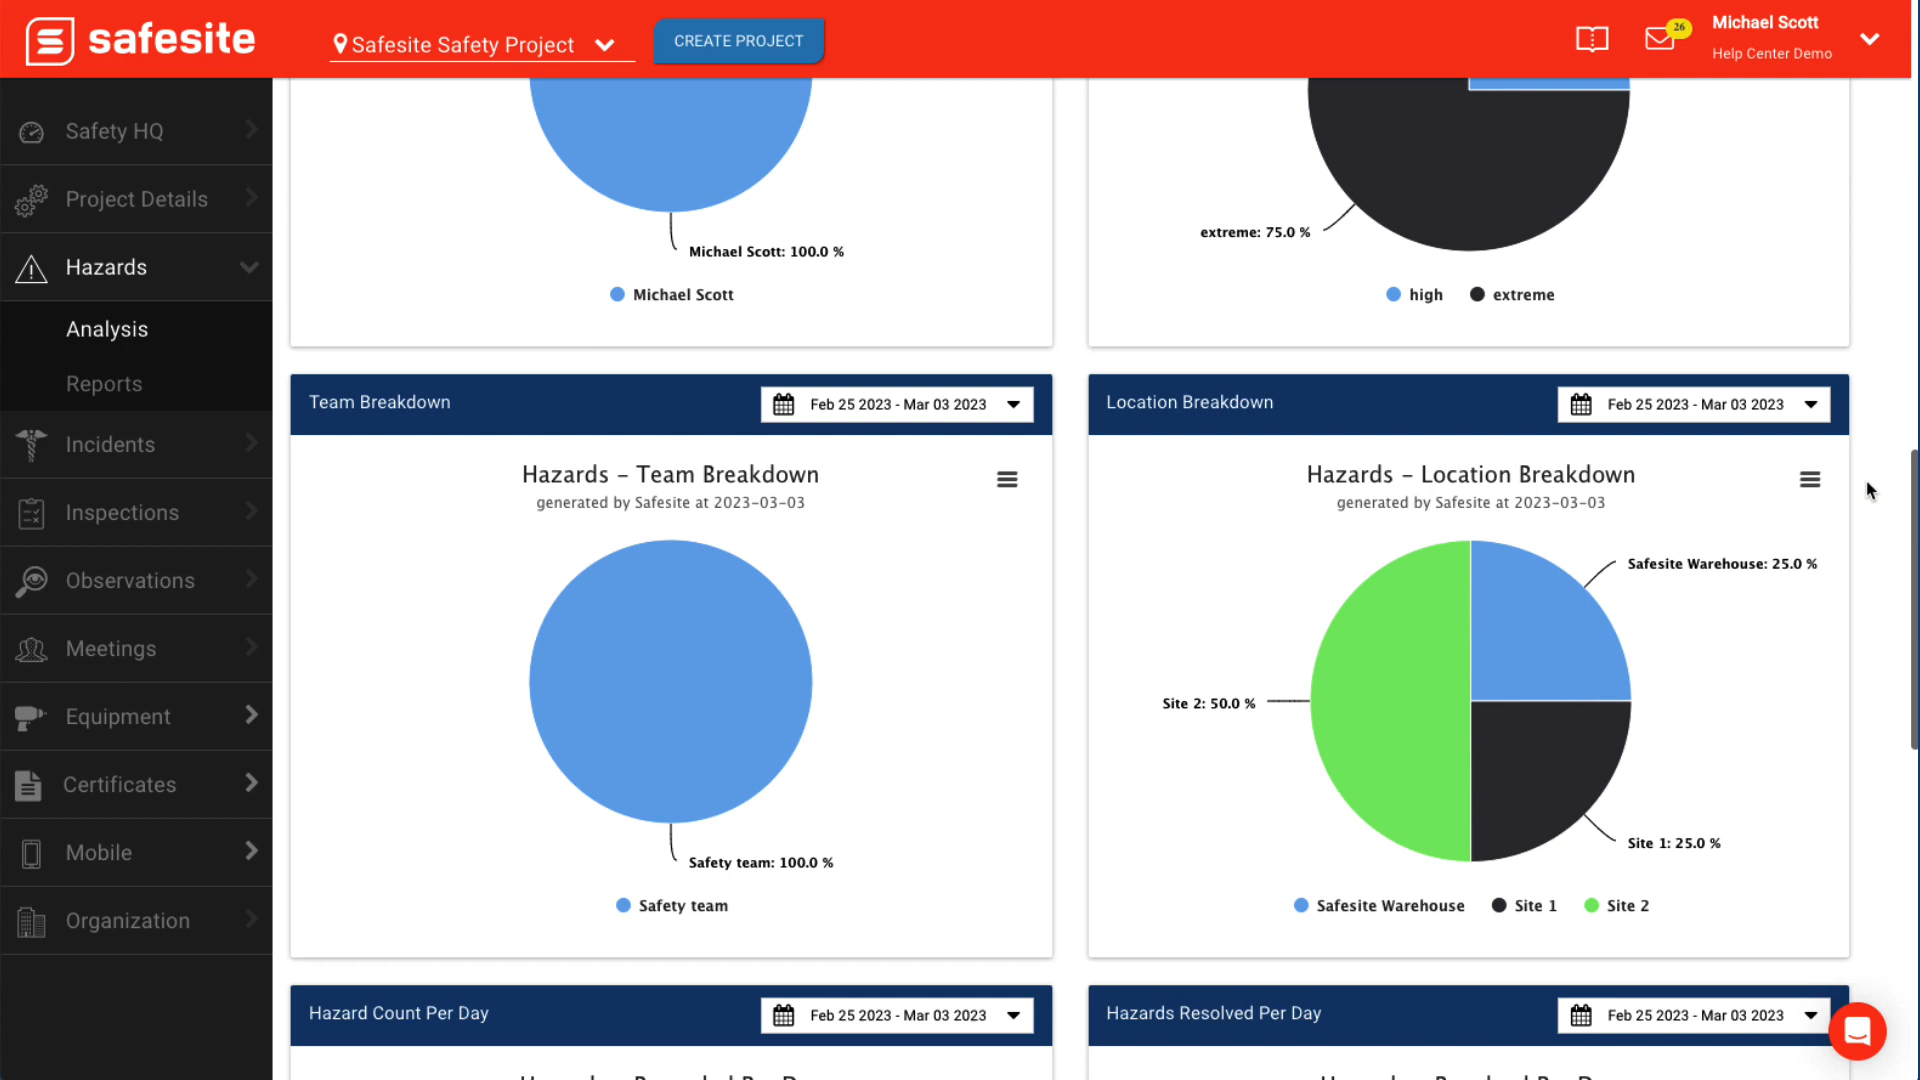 safesite
Safesite Safety Project
CREATE PROJECT
26
Michael Scott
Help Center Demo
Safety HQ
Project Details
Hazards
Analysis
Reports
Incidents
Inspections
Observations
Meetings
Equipment
Certificates
Mobile
Organization
Michael Scott: 100.0 %
Michael Scott
extreme: 75.0 %
high
extreme
Team Breakdown
Feb 25 2023 - Mar 03 2023
Hazards – Team Breakdown
generated by Safesite at 2023-03-03
Safety team: 100.0 %
Safety team
Location Breakdown
Feb 25 2023 - Mar 03 2023
Hazards – Location Breakdown
generated by Safesite at 2023-03-03
Safesite Warehouse: 25.0 %
Site 2: 50.0 %
Site 1: 25.0 %
Safesite Warehouse
Site 1
Site 2
Hazard Count Per Day
Feb 25 2023 - Mar 03 2023
Hazards Resolved Per Day
Feb 25 2023 - Mar 03 2023